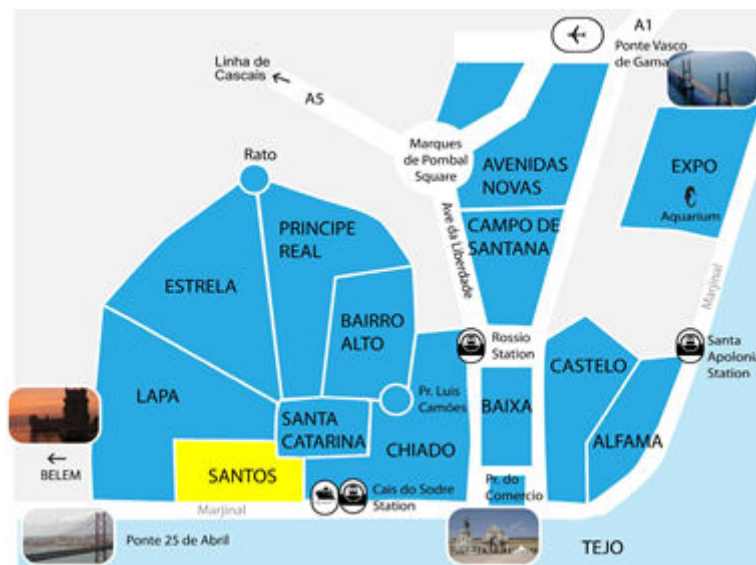 A1
Ponte Vasco
de Gama
Linha de
Cascais
A5
Marques
de Pombal
Square
AVENIDAS
NOVAS
EXPO
Aquarium
Rato
PRINCIPE
REAL
Ave da Liberdade
CAMPO DE
SANTANA
Marjinal
ESTRELA
BAIRRO
ALTO
Rossio
Station
Santa
Apolonia
Station
CASTELO
LAPA
Pr. Luis
Camões
BAIXA
SANTA
CATARINA
CHIADO
ALFAMA
BELEM
SANTOS
Cais do Sodre
Station
Pr. do
Comercio
Marjinal
Ponte 25 de Abril
TEJO